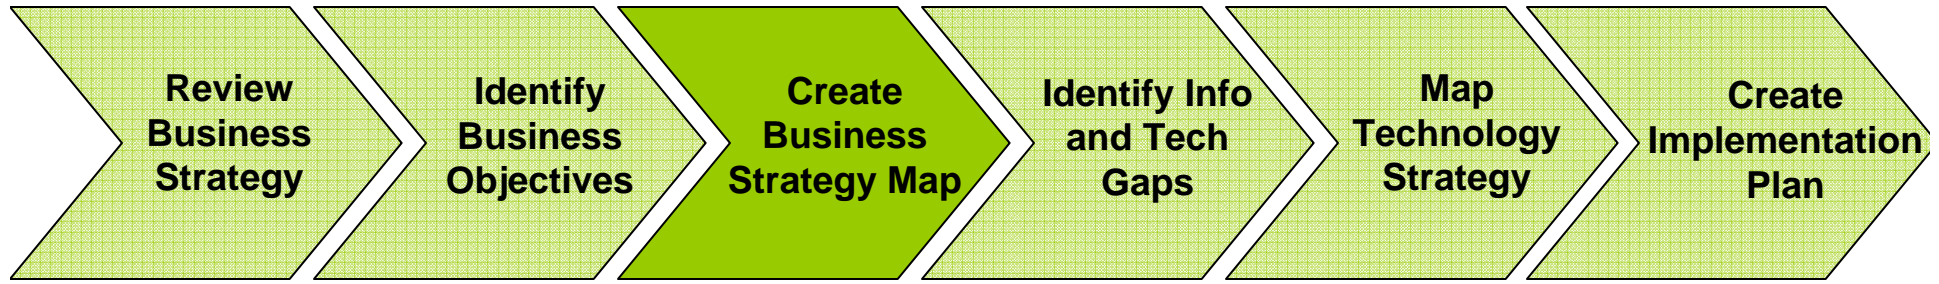 Review
Business
Strategy
Identify
Business
Objectives
Create
Business
Strategy Map
Identify Info
and Tech
Gaps
Map
Technology
Strategy
Create
Implementation
Plan